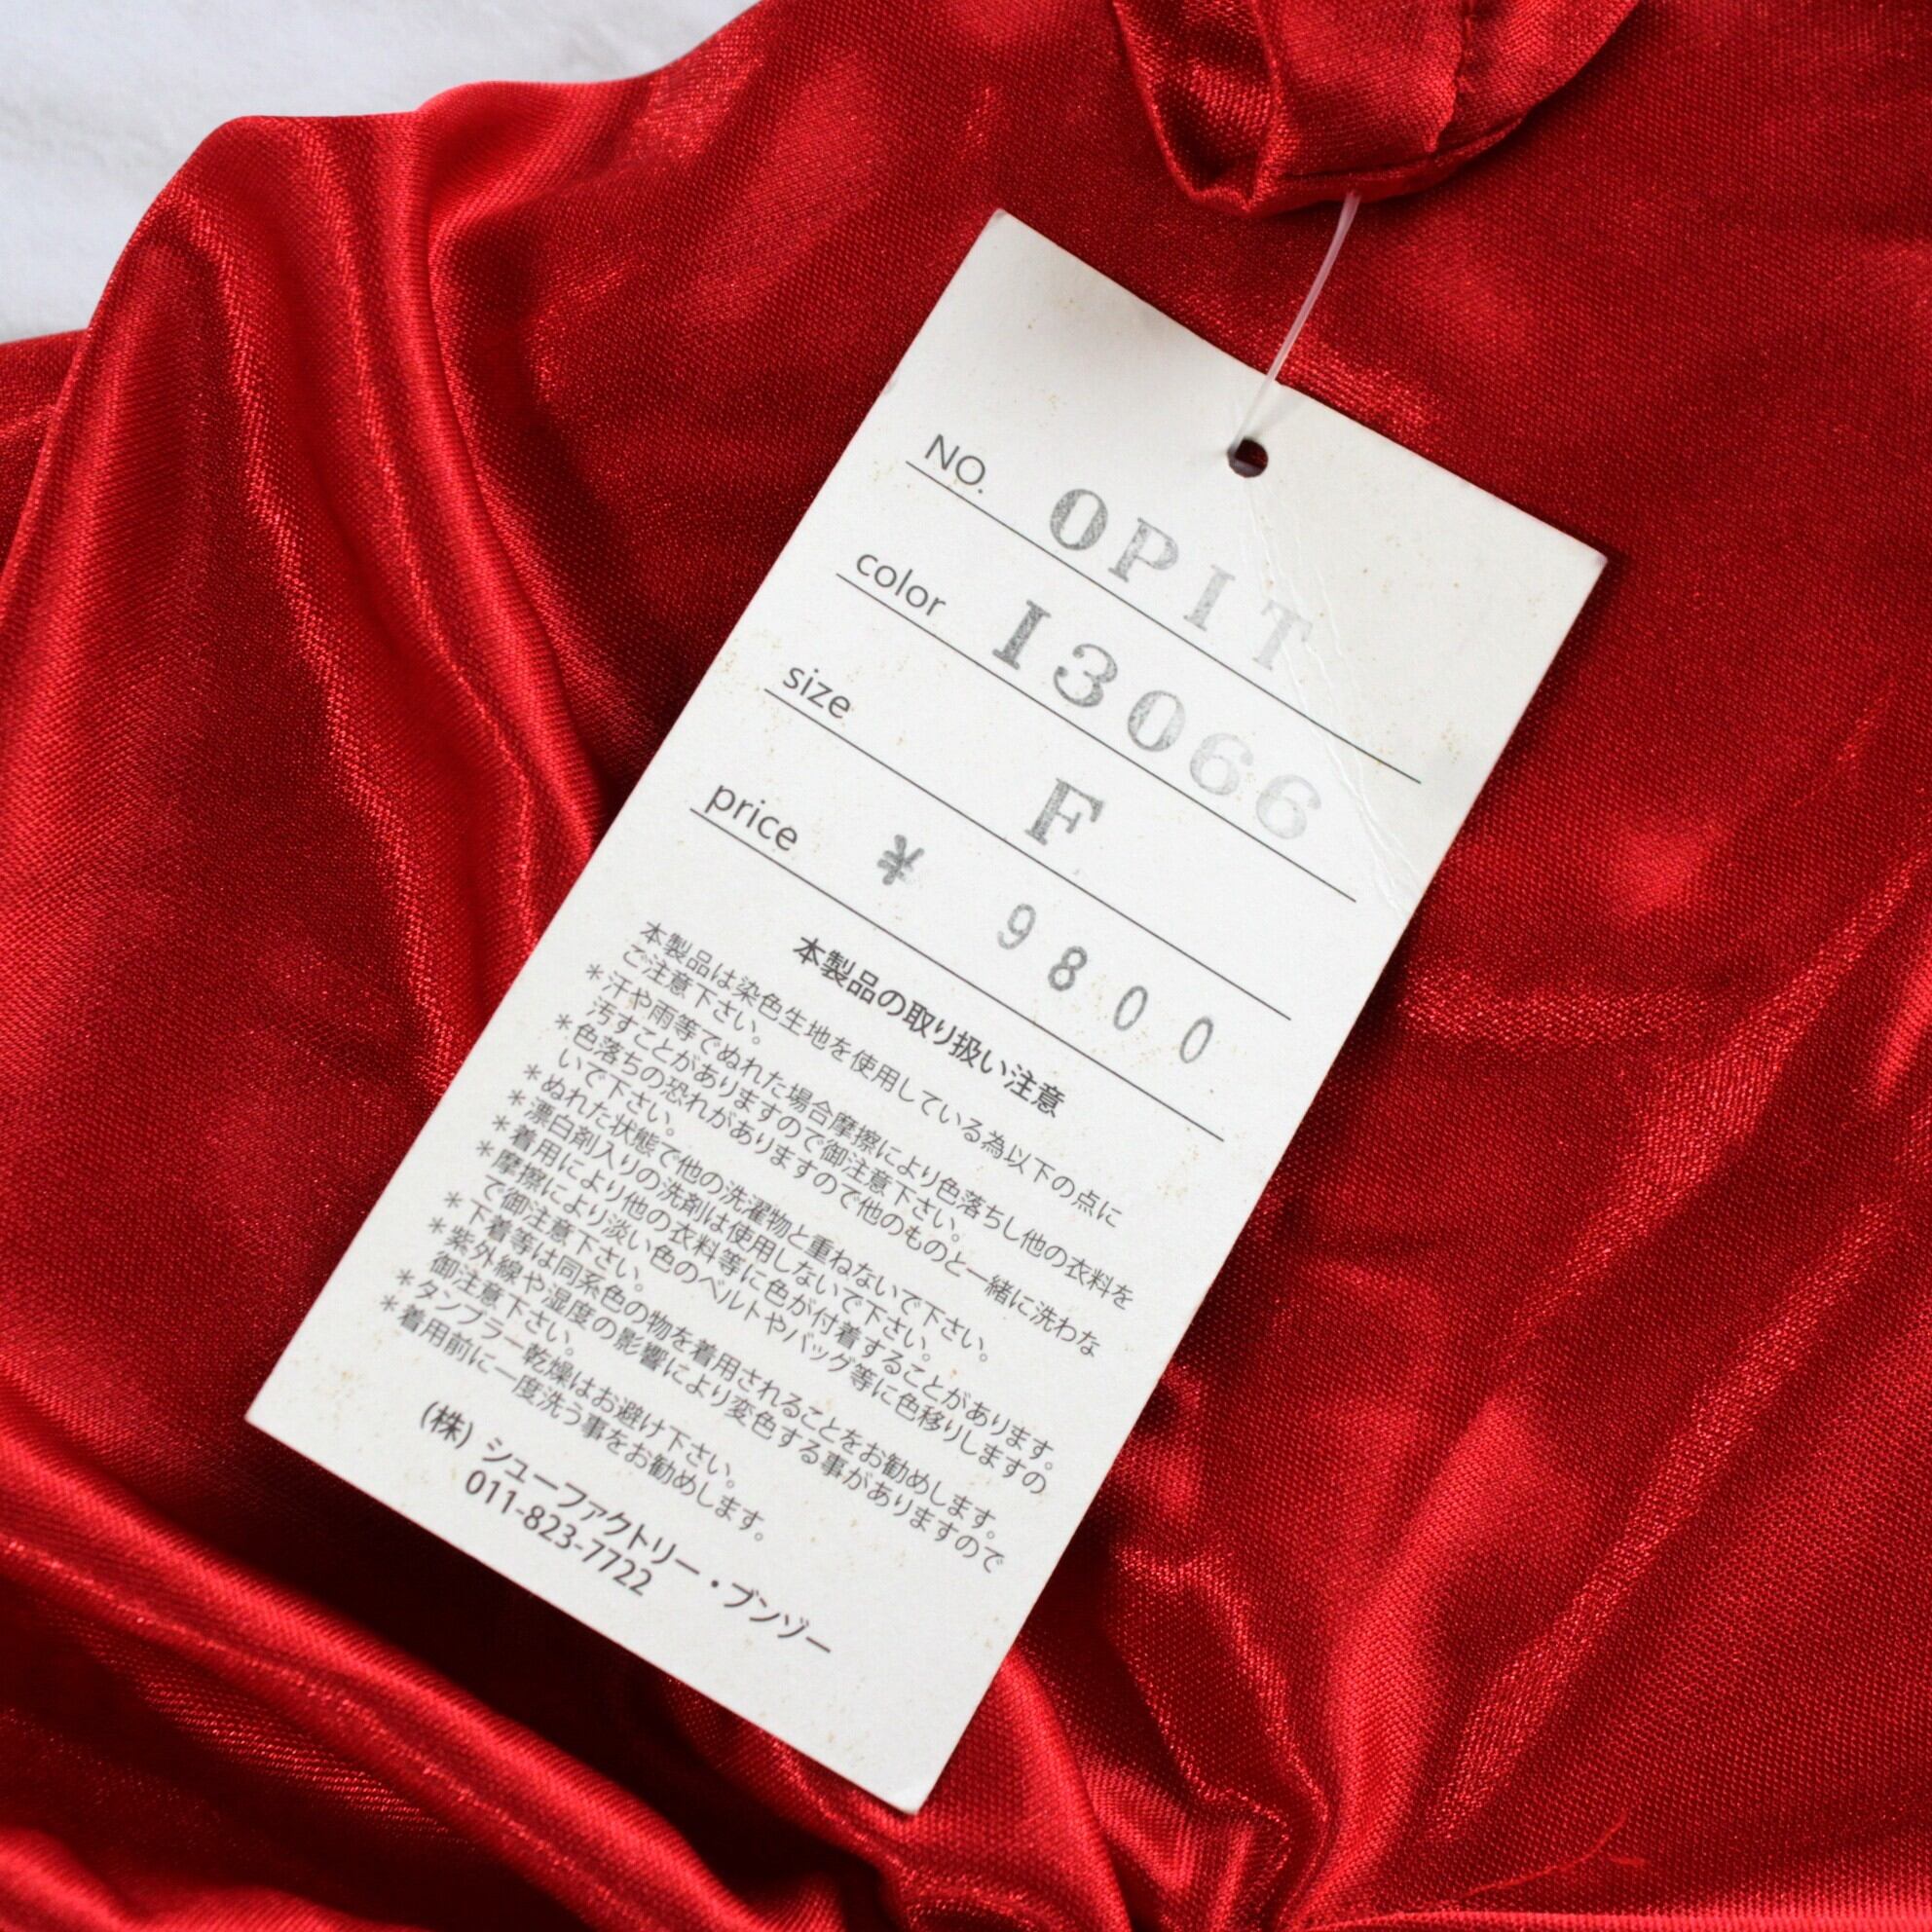 NO. OPIT
color I3066
size F
price ¥ 9800
本製品の取り扱い注意
本製品は染色生地を使用している為以下の点に
ご注意下さい。
＊汗や雨等でぬれた場合摩擦により色落ちし他の衣料を
汚すことがありますので御注意下さい。
＊色落ちの恐れがありますので他のものと一緒に洗わな
いで下さい。
＊ぬれた状態で他の洗濯物と重ねないで下さい。
＊漂白剤入りの洗剤は使用しないで下さい。
＊着用により他の衣料等に色が付着することがあります。
＊摩擦により淡い色のベルトやバッグ等に色移りしますの
で御注意下さい。
＊下着等は同系色の物を着用されることをお勧めします。
＊紫外線や湿度の影響により変色する事がありますので
御注意下さい。
＊タンブラー乾燥はお避け下さい。
＊着用前に一度洗う事をお勧めします。
(株) シューファクトリー・ブンゾー
011-823-7722